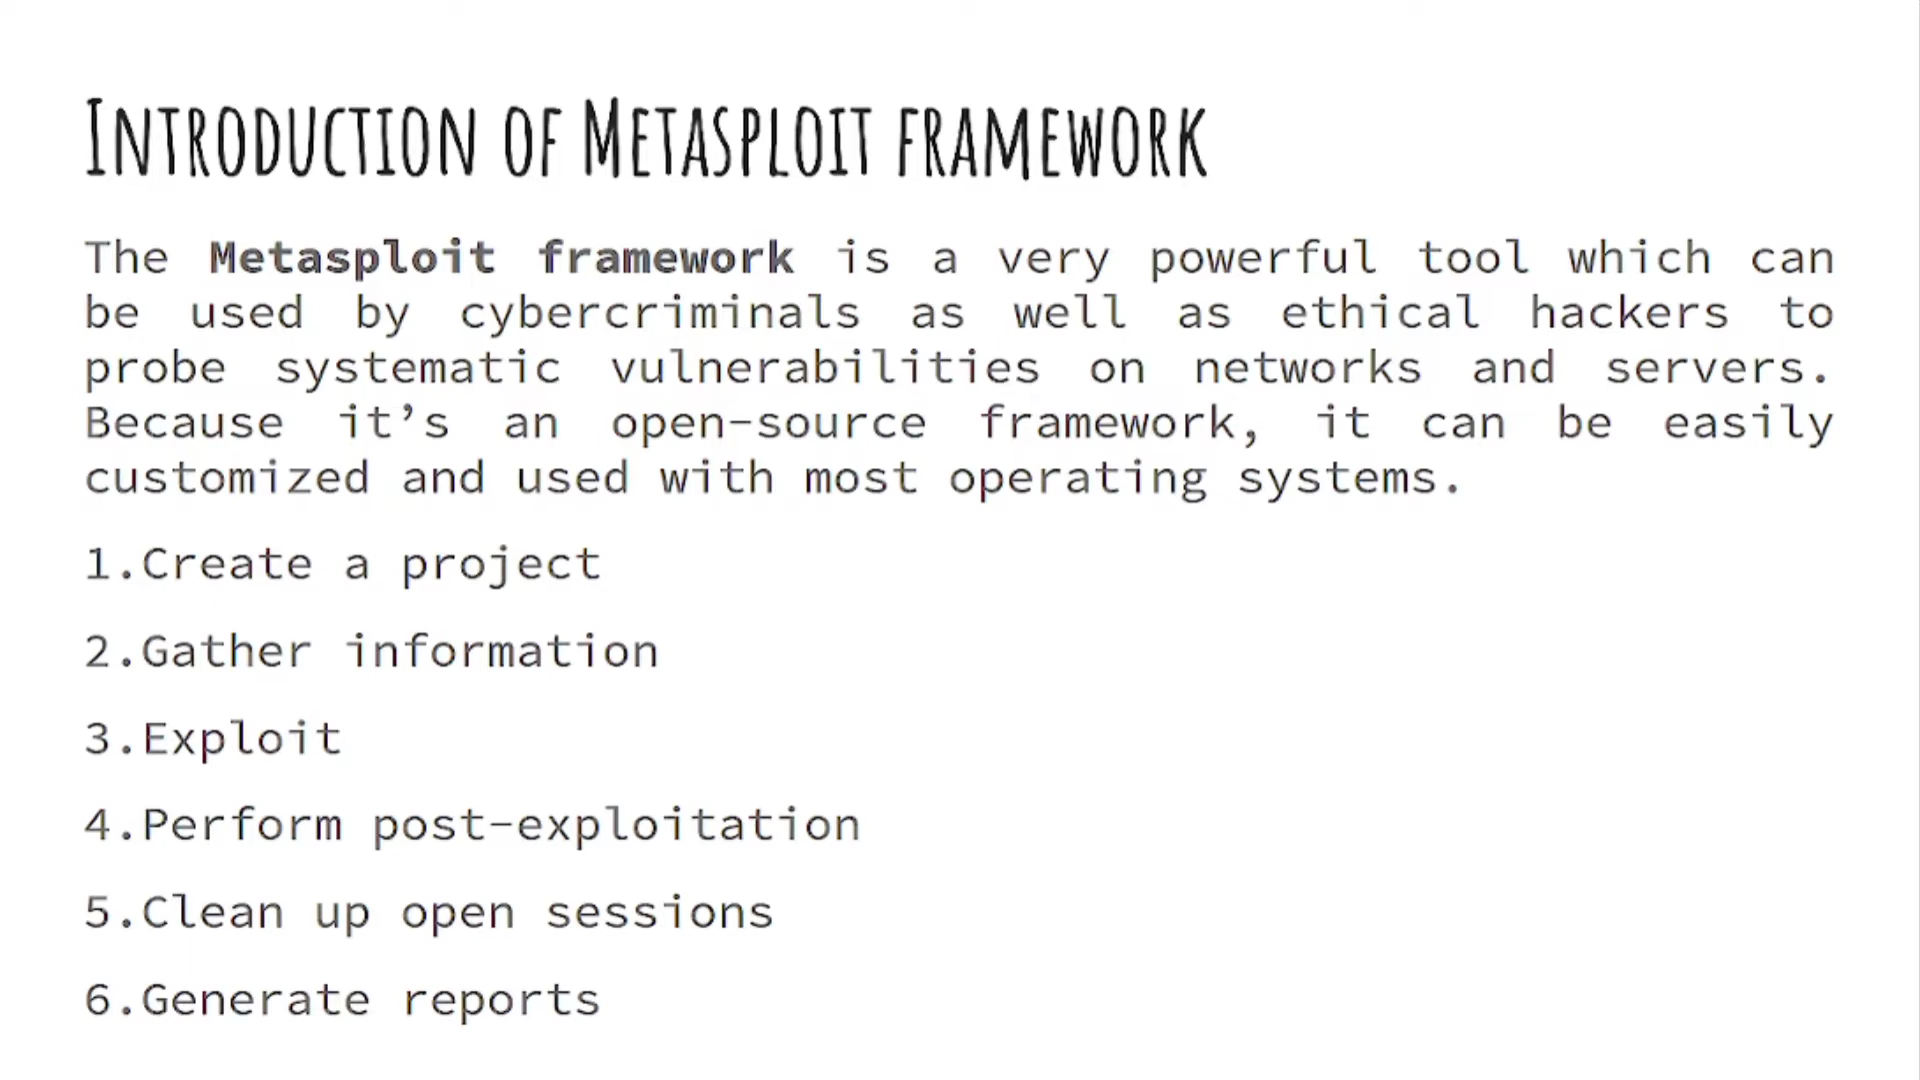 Introduction of Metasploit framework
The Metasploit framework is a very powerful tool which can
be used by cybercriminals as well as ethical hackers to
probe systematic vulnerabilities on networks and servers.
Because it’s an open-source framework, it can be easily
customized and used with most operating systems.
1.Create a project
2.Gather information
3.Exploit
4.Perform post-exploitation
5.Clean up open sessions
6.Generate reports